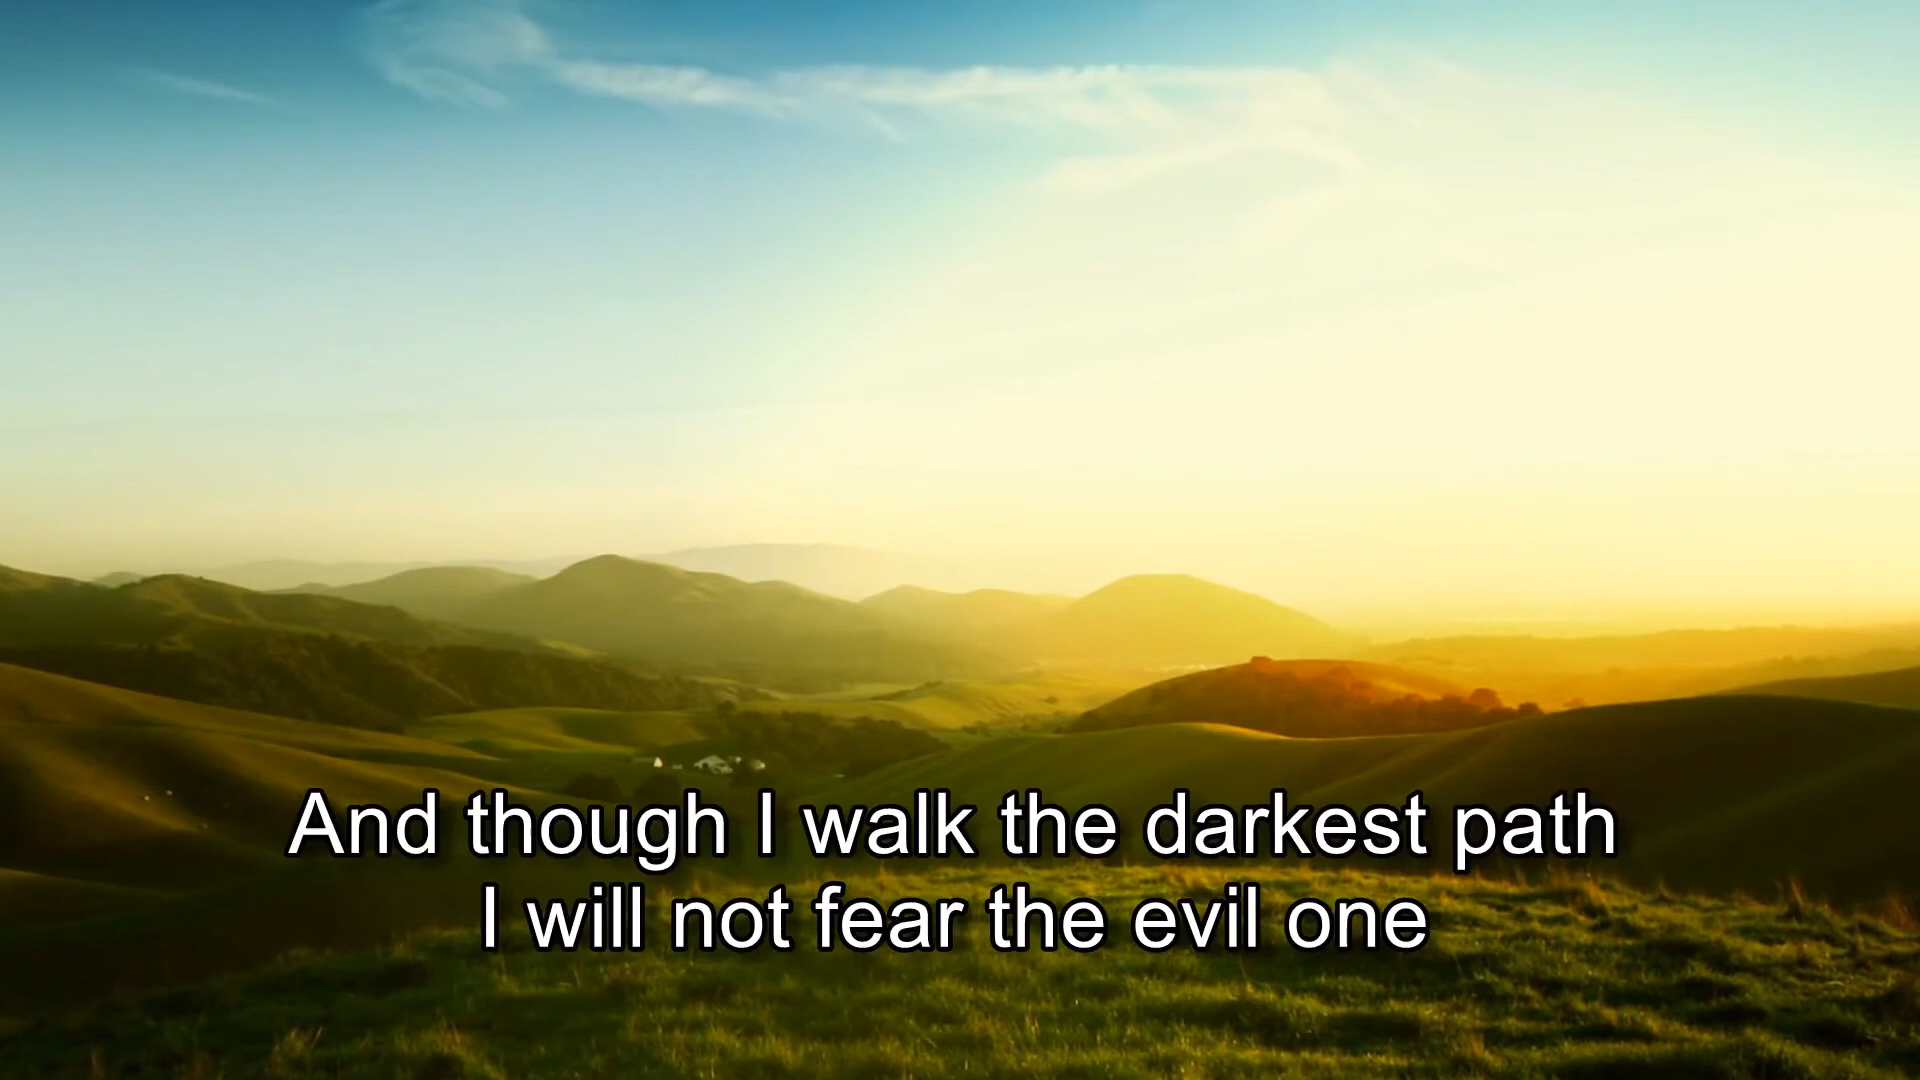 And though I walk the darkest path
I will not fear the evil one